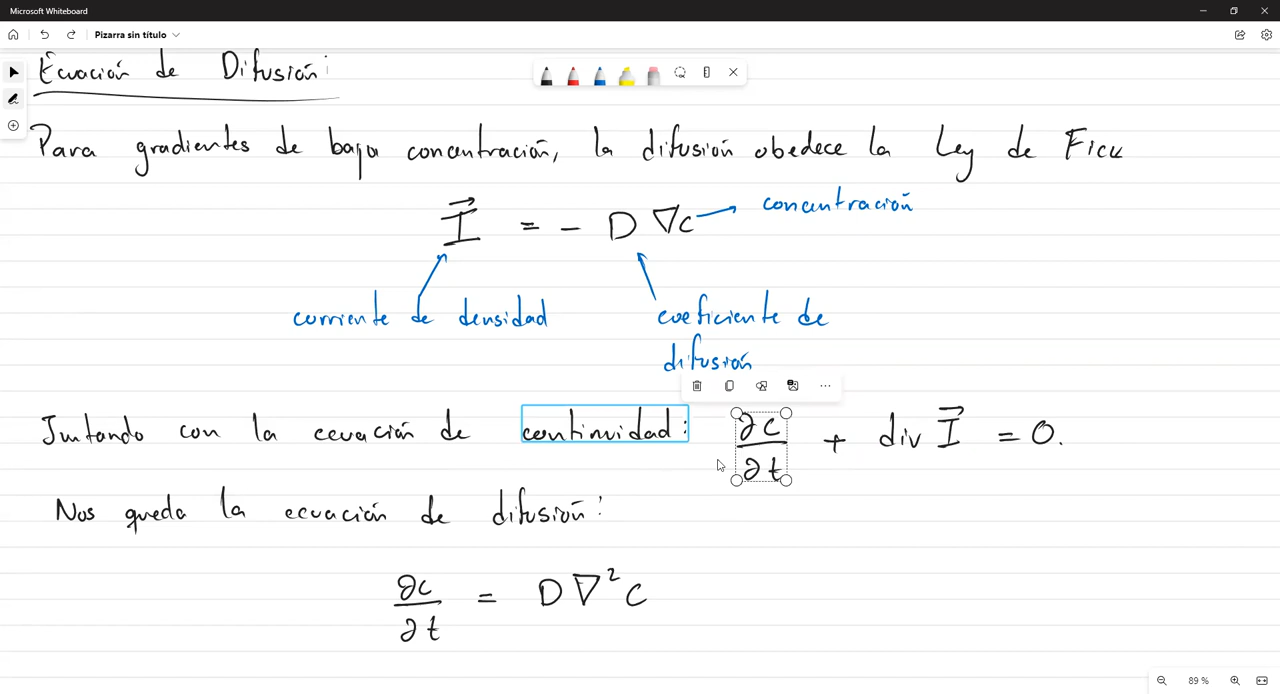 Microsoft Whiteboard
Pizarra sin título
Ecuación de Difusión:
Para gradientes de baja concentración, la difusión obedece la Ley de Fick
I⃗ = - D ∇c
concentración
corriente de densidad
coeficiente de
difusión
Juntando con la ecuación de continuidad: ∂c/∂t + div I⃗ = 0.
Nos queda la ecuación de difusión:
∂c/∂t = D ∇² c
89 %